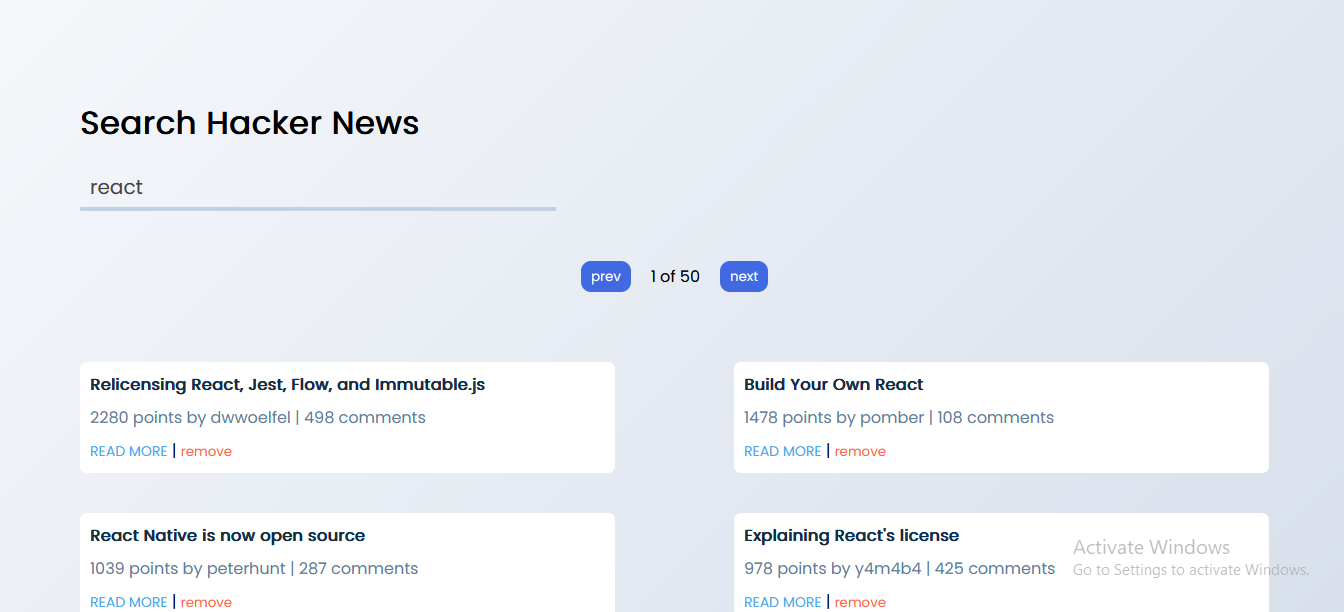 Search Hacker News
react
prev 1 of 50 next
Relicensing React, Jest, Flow, and Immutable.js
2280 points by dwwoelfel | 498 comments
READ MORE | remove
Build Your Own React
1478 points by pomber | 108 comments
READ MORE | remove
React Native is now open source
1039 points by peterhunt | 287 comments
READ MORE | remove
Explaining React's license
978 points by y4m4b4 | 425 comments
READ MORE | remove
Activate Windows
Go to Settings to activate Windows.